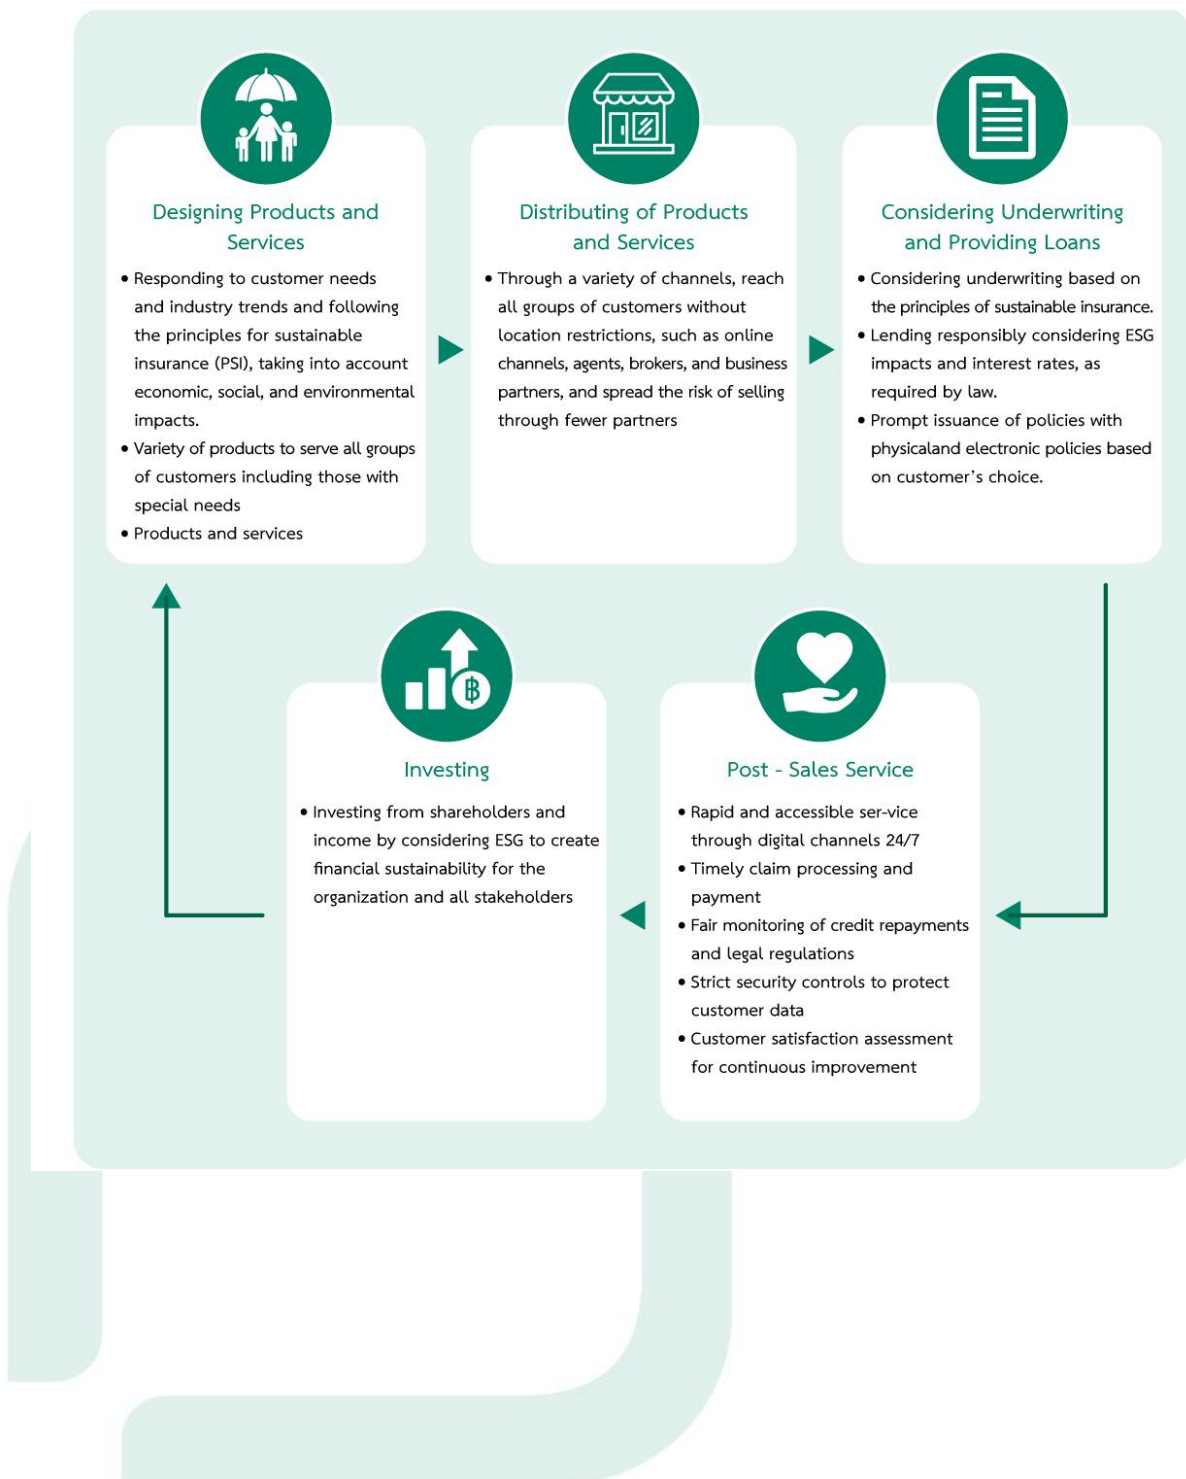 Designing Products and
Services
• Responding to customer needs
and industry trends and following
the principles for sustainable
insurance (PSI), taking into account
economic, social, and environmental
impacts.
• Variety of products to serve all groups
of customers including those with
special needs
• Products and services
Distributing of Products
and Services
• Through a variety of channels, reach
all groups of customers without
location restrictions, such as online
channels, agents, brokers, and business
partners, and spread the risk of selling
through fewer partners
Considering Underwriting
and Providing Loans
• Considering underwriting based on
the principles of sustainable insurance.
• Lending responsibly considering ESG
impacts and interest rates, as
required by law.
• Prompt issuance of policies with
physicaland electronic policies based
on customer's choice.
Investing
• Investing from shareholders and
income by considering ESG to create
financial sustainability for the
organization and all stakeholders
Post - Sales Service
• Rapid and accessible ser-vice
through digital channels 24/7
• Timely claim processing and
payment
• Fair monitoring of credit repayments
and legal regulations
• Strict security controls to protect
customer data
• Customer satisfaction assessment
for continuous improvement